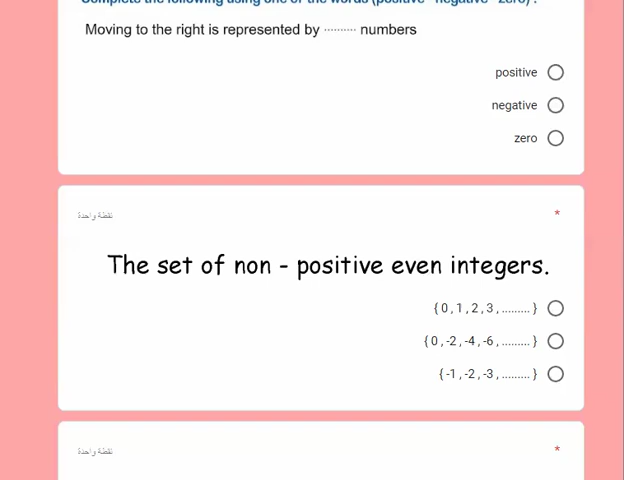 Complete the following using one of the words (positive - negative - zero) :
Moving to the right is represented by ·········· numbers
positive
negative
zero
نقطة واحدة
*
The set of non - positive even integers.
{ 0 , 1 , 2 , 3 , ......... }
{ 0 , -2 , -4 , -6 , ......... }
{ -1 , -2 , -3 , ......... }
نقطة واحدة
*